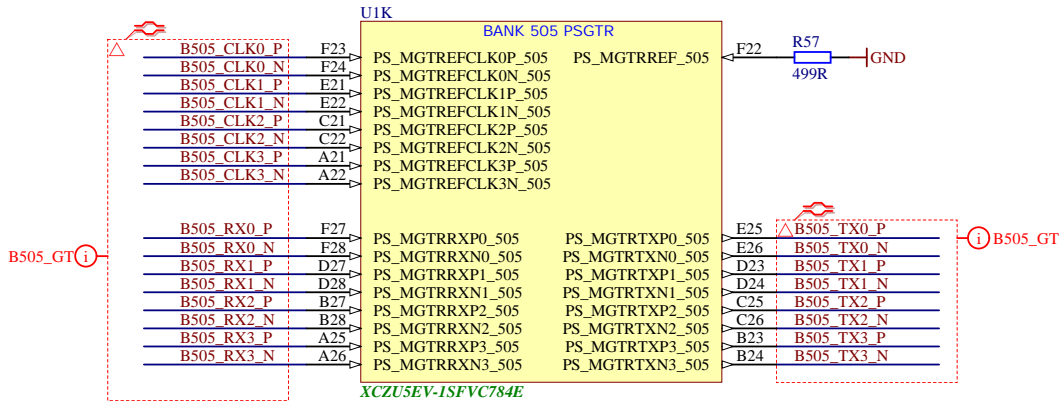 U1K
BANK 505 PSGTR
B505_CLK0_P F23 PS_MGTREFCLK0P_505 PS_MGTRREF_505 F22 R57 499R GND
B505_CLK0_N F24 PS_MGTREFCLK0N_505
B505_CLK1_P E21 PS_MGTREFCLK1P_505
B505_CLK1_N E22 PS_MGTREFCLK1N_505
B505_CLK2_P C21 PS_MGTREFCLK2P_505
B505_CLK2_N C22 PS_MGTREFCLK2N_505
B505_CLK3_P A21 PS_MGTREFCLK3P_505
B505_CLK3_N A22 PS_MGTREFCLK3N_505
B505_RX0_P F27 PS_MGTRRXP0_505 PS_MGTRTXP0_505 E25 B505_TX0_P
B505_GT i B505_RX0_N F28 PS_MGTRRXN0_505 PS_MGTRTXN0_505 E26 B505_TX0_N i B505_GT
B505_RX1_P D27 PS_MGTRRXP1_505 PS_MGTRTXP1_505 D23 B505_TX1_P
B505_RX1_N D28 PS_MGTRRXN1_505 PS_MGTRTXN1_505 D24 B505_TX1_N
B505_RX2_P B27 PS_MGTRRXP2_505 PS_MGTRTXP2_505 C25 B505_TX2_P
B505_RX2_N B28 PS_MGTRRXN2_505 PS_MGTRTXN2_505 C26 B505_TX2_N
B505_RX3_P A25 PS_MGTRRXP3_505 PS_MGTRTXP3_505 B23 B505_TX3_P
B505_RX3_N A26 PS_MGTRRXN3_505 PS_MGTRTXN3_505 B24 B505_TX3_N
XCZU5EV-1SFVC784E